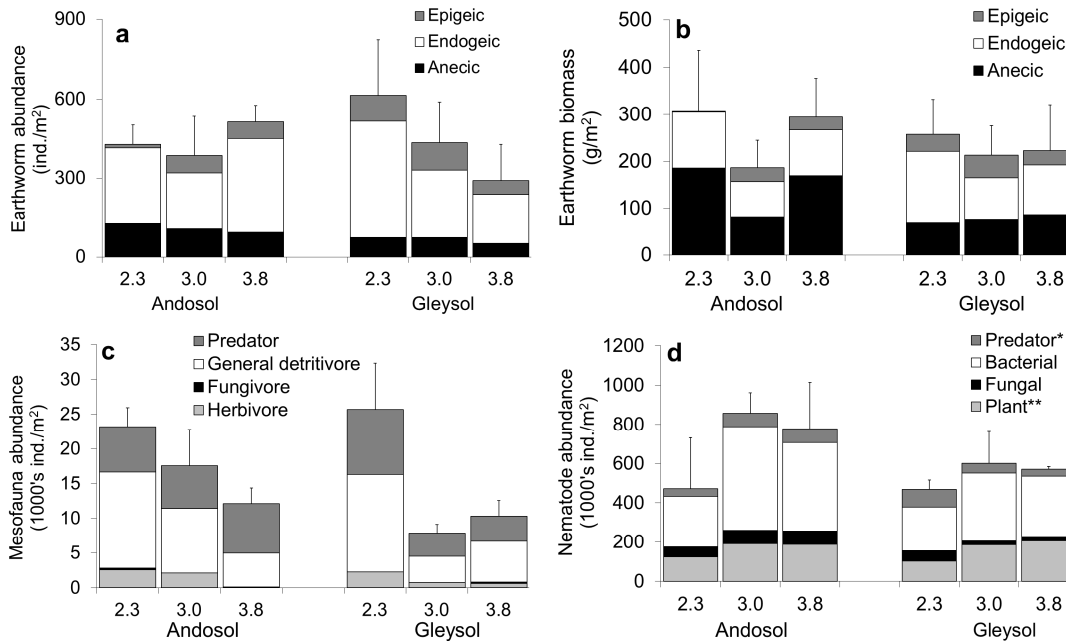 a
Earthworm abundance
(ind./m²)
900
600
300
0
Epigeic
Endogeic
Anecic
2.3 3.0 3.8 2.3 3.0 3.8
Andosol Gleysol
b
Earthworm biomass
(g/m²)
500
400
300
200
100
0
Epigeic
Endogeic
Anecic
2.3 3.0 3.8 2.3 3.0 3.8
Andosol Gleysol
c
Mesofauna abundance
(1000's ind./m²)
35
30
25
20
15
10
5
0
Predator
General detritivore
Fungivore
Herbivore
2.3 3.0 3.8 2.3 3.0 3.8
Andosol Gleysol
d
Nematode abundance
(1000's ind./m²)
1200
1000
800
600
400
200
0
Predator*
Bacterial
Fungal
Plant**
2.3 3.0 3.8 2.3 3.0 3.8
Andosol Gleysol